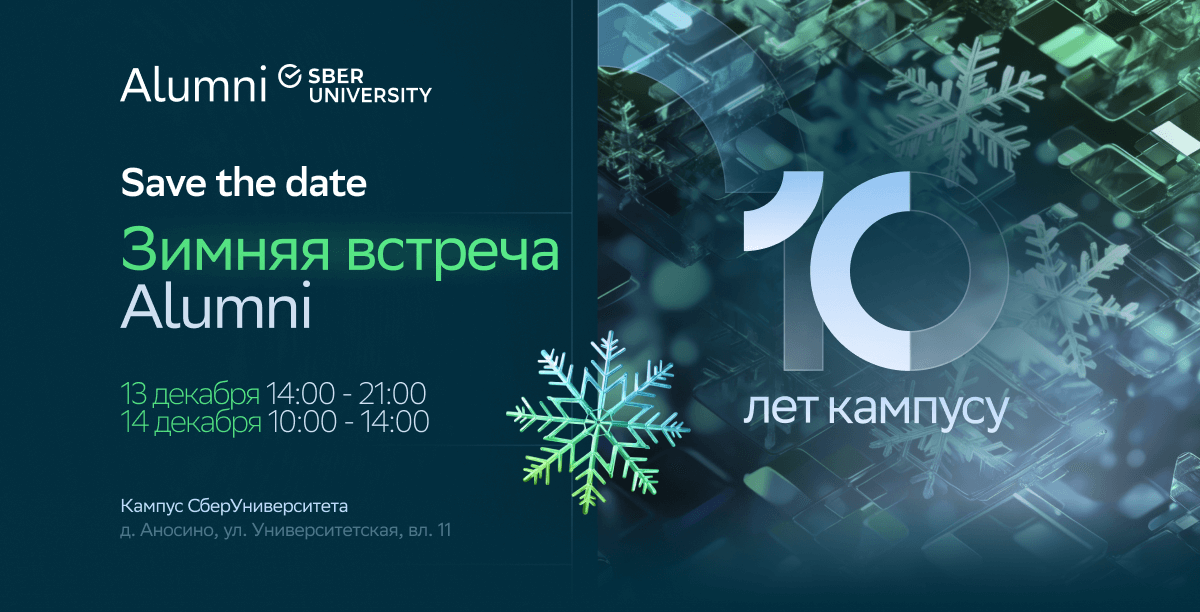 Alumni SBER
UNIVERSITY
Save the date
Зимняя встреча
Alumni
13 декабря 14:00 - 21:00
14 декабря 10:00 - 14:00
Кампус СберУниверситета
д. Аносино, ул. Университетская, вл. 11
10
лет кампусу